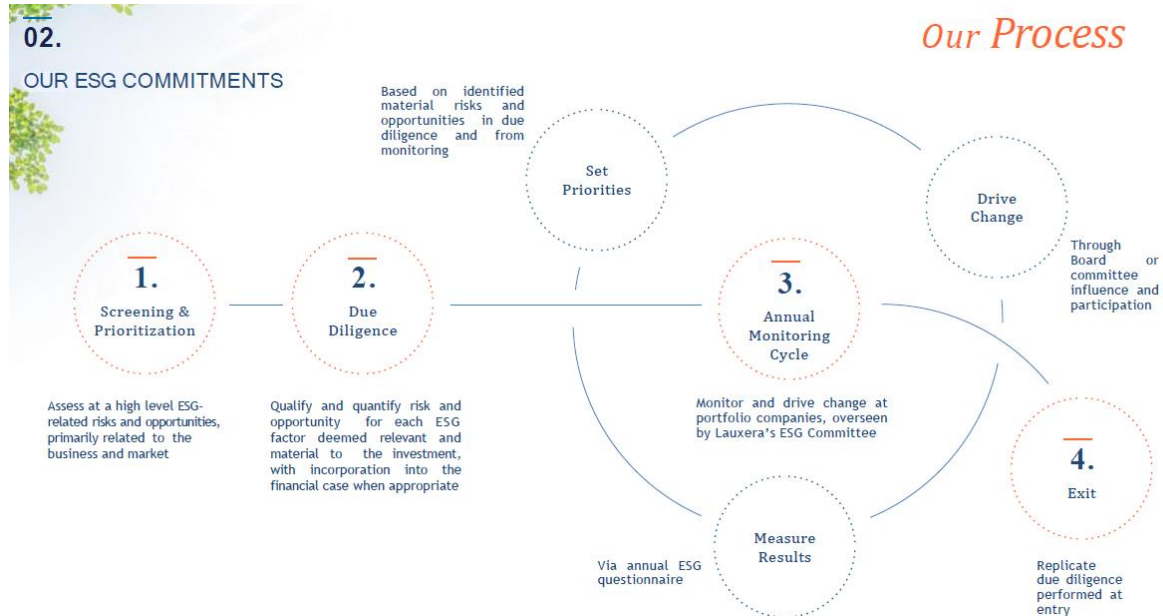 02.
OUR ESG COMMITMENTS
Our Process
Based on identified
material risks and
opportunities in due
diligence and from
monitoring
Set
Priorities
Drive
Change
Through
Board or
committee
influence and
participation
1.
Screening &
Prioritization
Assess at a high level ESG-
related risks and opportunities,
primarily related to the
business and market
2.
Due
Diligence
Qualify and quantify risk and
opportunity for each ESG
factor deemed relevant and
material to the investment,
with incorporation into the
financial case when appropriate
3.
Annual
Monitoring
Cycle
Monitor and drive change at
portfolio companies, overseen
by Lauxera's ESG Committee
Measure
Results
Via annual ESG
questionnaire
4.
Exit
Replicate
due diligence
performed at
entry